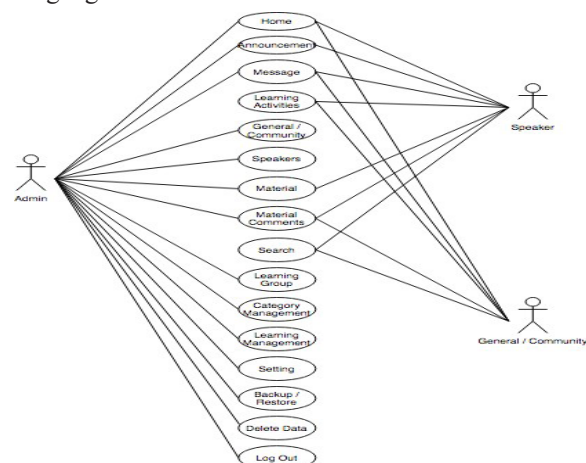 Home
Announcement
Message
Learning
Activities
General /
Community
Speakers
Material
Material
Comments
Search
Learning
Group
Category
Management
Learning
Management
Setting
Backup /
Restore
Delete Data
Log Out
Admin
Speaker
General / Community